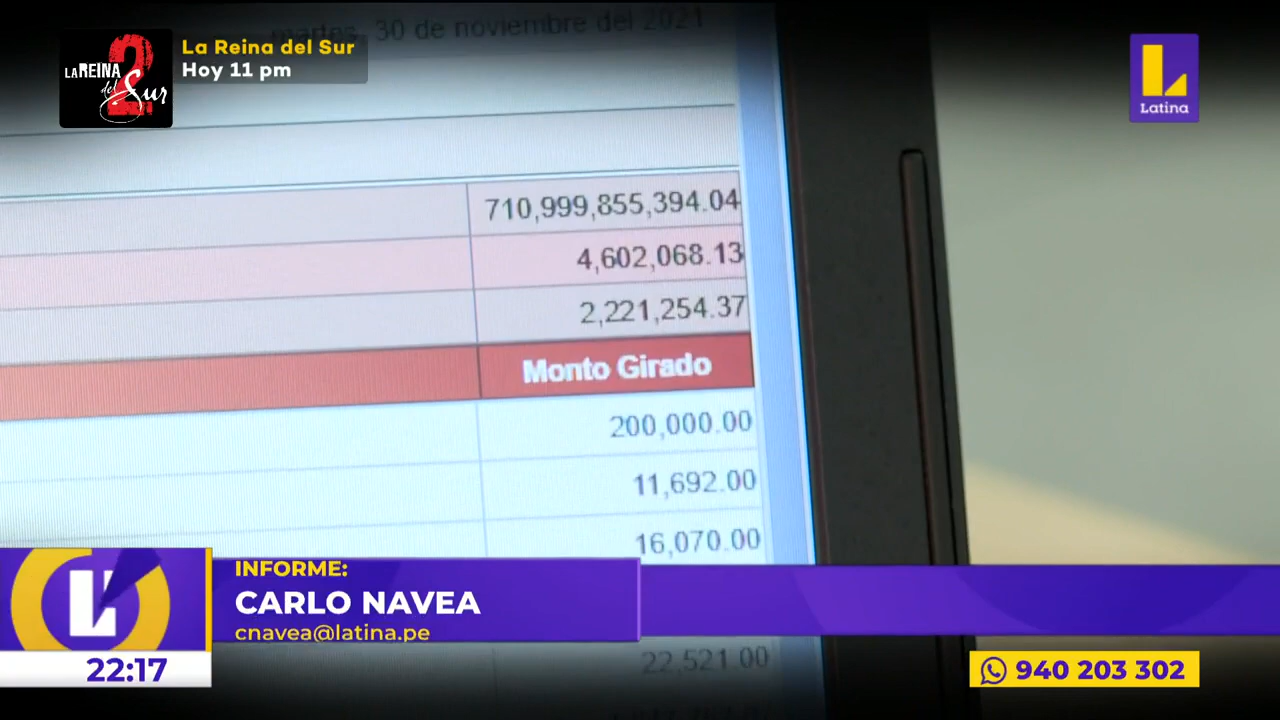 martes, 30 de noviembre del 2021
LA REINA
del Sur
2
La Reina del Sur
Hoy 11 pm
Latina
710,999,855,394.04
4,602,068.13
2,221,254.37
Monto Girado
200,000.00
11,692.00
16,070.00
INFORME:
CARLO NAVEA
cnavea@latina.pe
22:17
22,521.00
940 203 302